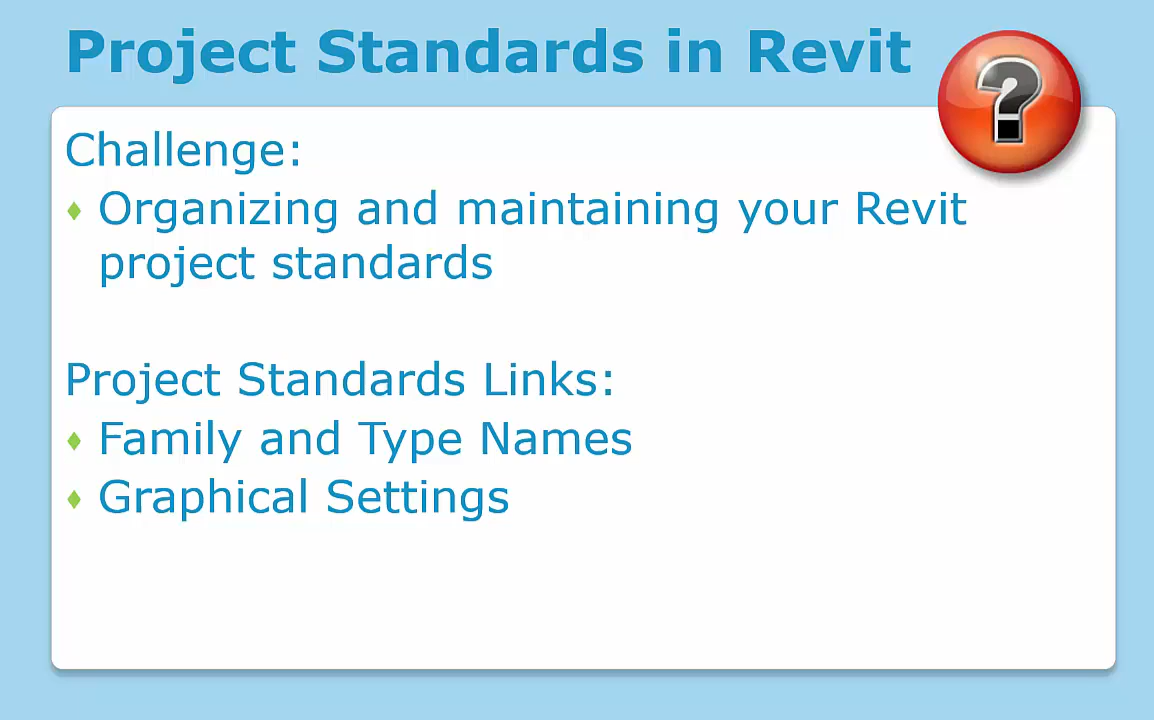 Project Standards in Revit
?
Challenge:
♦ Organizing and maintaining your Revit
project standards
Project Standards Links:
♦ Family and Type Names
♦ Graphical Settings